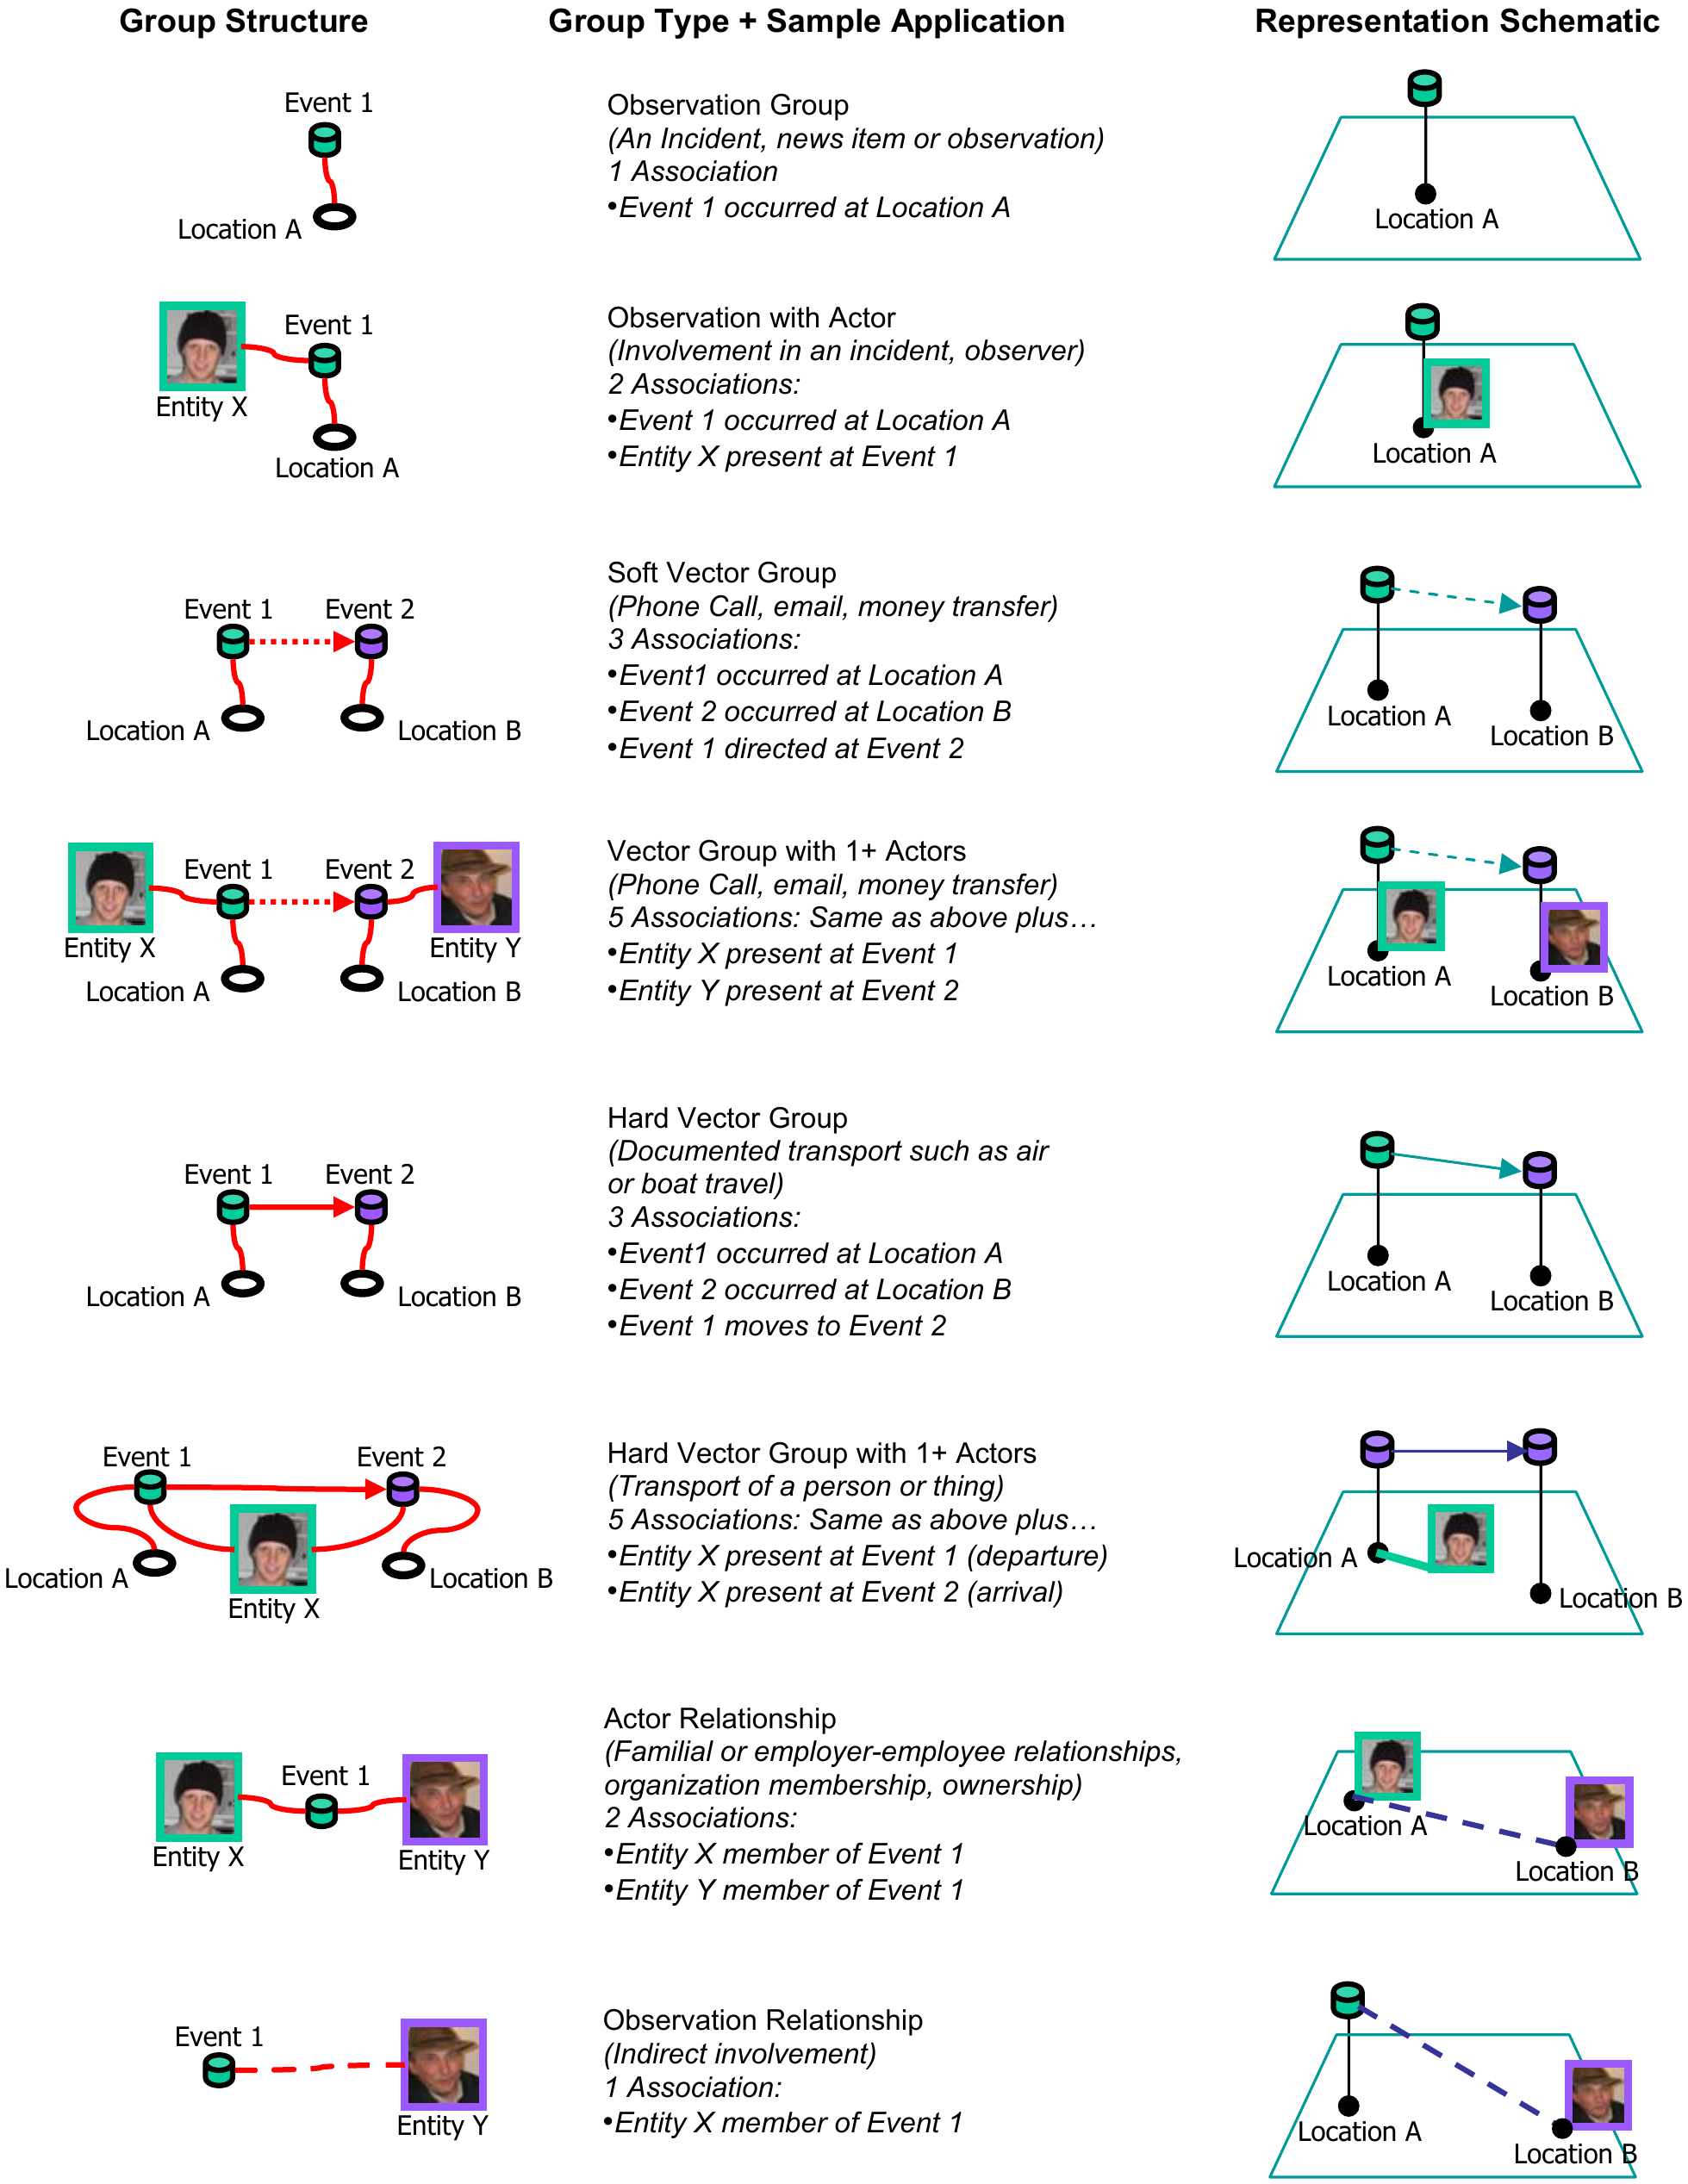 Group Structure
Group Type + Sample Application
Representation Schematic
Event 1
Location A
Observation Group
(An Incident, news item or observation)
1 Association
•Event 1 occurred at Location A
Location A
Event 1
Entity X
Location A
Observation with Actor
(Involvement in an incident, observer)
2 Associations:
•Event 1 occurred at Location A
•Entity X present at Event 1
Location A
Event 1 Event 2
Location A Location B
Soft Vector Group
(Phone Call, email, money transfer)
3 Associations:
•Event1 occurred at Location A
•Event 2 occurred at Location B
•Event 1 directed at Event 2
Location A
Location B
Event 1 Event 2
Entity X Entity Y
Location A Location B
Vector Group with 1+ Actors
(Phone Call, email, money transfer)
5 Associations: Same as above plus…
•Entity X present at Event 1
•Entity Y present at Event 2
Location A
Location B
Event 1 Event 2
Location A Location B
Hard Vector Group
(Documented transport such as air
or boat travel)
3 Associations:
•Event1 occurred at Location A
•Event 2 occurred at Location B
•Event 1 moves to Event 2
Location A
Location B
Event 1 Event 2
Location A Location B
Entity X
Hard Vector Group with 1+ Actors
(Transport of a person or thing)
5 Associations: Same as above plus…
•Entity X present at Event 1 (departure)
•Entity X present at Event 2 (arrival)
Location A
Location B
Event 1
Entity X Entity Y
Actor Relationship
(Familial or employer-employee relationships,
organization membership, ownership)
2 Associations:
•Entity X member of Event 1
•Entity Y member of Event 1
Location A
Location B
Event 1
Entity Y
Observation Relationship
(Indirect involvement)
1 Association:
•Entity X member of Event 1
Location A
Location B